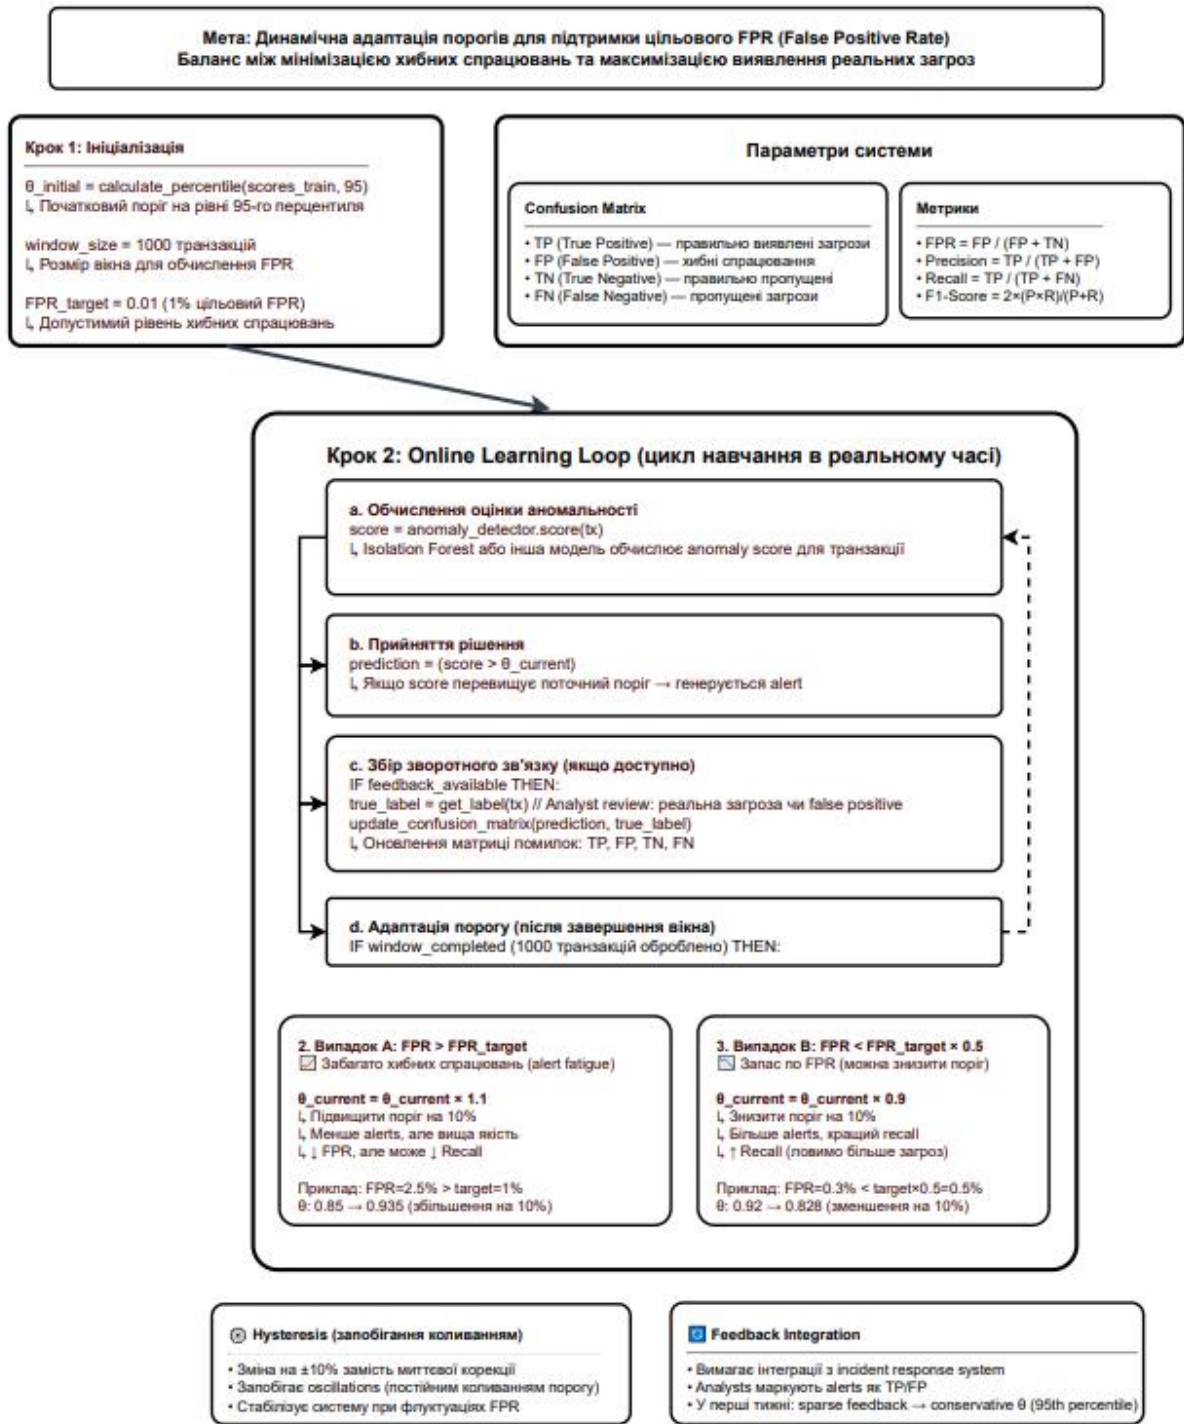 Мета: Динамічна адаптація порогів для підтримки цільового FPR (False Positive Rate)
Баланс між мінімізацією хибних спрацювань та максимізацією виявлення реальних загроз
Крок 1: Ініціалізація
θ_initial = calculate_percentile(scores_train, 95)
↳ Початковий поріг на рівні 95-го перцентиля
window_size = 1000 транзакцій
↳ Розмір вікна для обчислення FPR
FPR_target = 0.01 (1% цільовий FPR)
↳ Допустимий рівень хибних спрацювань
Параметри системи
Confusion Matrix
• TP (True Positive) — правильно виявлені загрози
• FP (False Positive) — хибні спрацювання
• TN (True Negative) — правильно пропущені
• FN (False Negative) — пропущені загрози
Метрики
• FPR = FP / (FP + TN)
• Precision = TP / (TP + FP)
• Recall = TP / (TP + FN)
• F1-Score = 2×(P×R)/(P+R)
Крок 2: Online Learning Loop (цикл навчання в реальному часі)
a. Обчислення оцінки аномальності
score = anomaly_detector.score(tx)
↳ Isolation Forest або інша модель обчислює anomaly score для транзакції
b. Прийняття рішення
prediction = (score > θ_current)
↳ Якщо score перевищує поточний поріг → генерується alert
c. Збір зворотного зв'язку (якщо доступно)
IF feedback_available THEN:
true_label = get_label(tx) // Analyst review: реальна загроза чи false positive
update_confusion_matrix(prediction, true_label)
↳ Оновлення матриці помилок: TP, FP, TN, FN
d. Адаптація порогу (після завершення вікна)
IF window_completed (1000 транзакцій оброблено) THEN:
2. Випадок A: FPR > FPR_target
📈 Забагато хибних спрацювань (alert fatigue)
θ_current = θ_current × 1.1
↳ Підвищити поріг на 10%
↳ Менше alerts, але вища якість
↳ ↓ FPR, але може ↓ Recall
Приклад: FPR=2.5% > target=1%
θ: 0.85 → 0.935 (збільшення на 10%)
3. Випадок B: FPR < FPR_target × 0.5
📉 Запас по FPR (можна знизити поріг)
θ_current = θ_current × 0.9
↳ Знизити поріг на 10%
↳ Більше alerts, кращий recall
↳ ↑ Recall (ловимо більше загроз)
Приклад: FPR=0.3% < target×0.5=0.5%
θ: 0.92 → 0.828 (зменшення на 10%)
Hysteresis (запобігання коливанням)
• Зміна на ±10% замість миттєвої корекції
• Запобігає oscillations (постійним коливанням порогу)
• Стабілізує систему при флуктуаціях FPR
Feedback Integration
• Вимагає інтеграції з incident response system
• Analysts маркують alerts як TP/FP
• У перші тижні: sparse feedback → conservative θ (95th percentile)